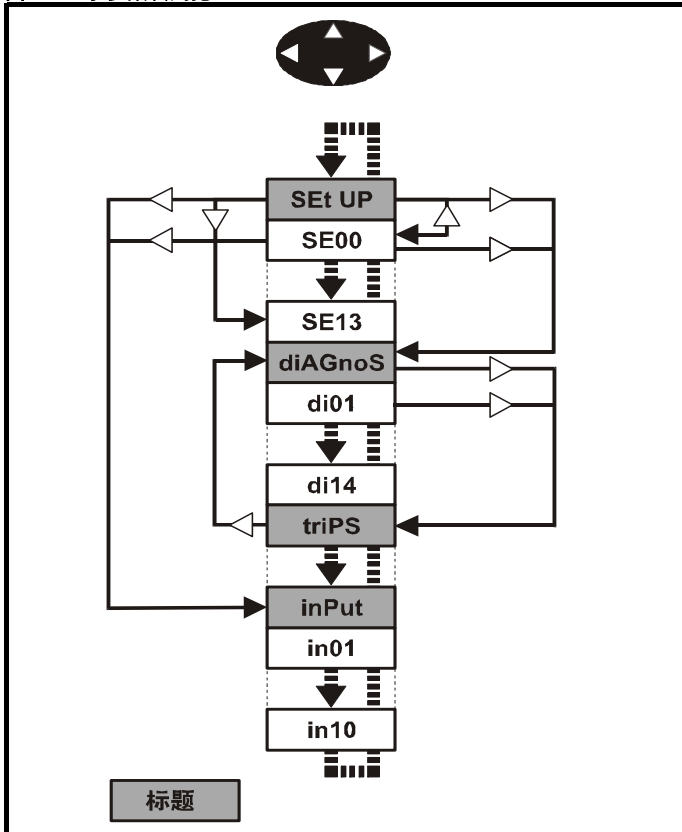 SEt UP
SE00
SE13
diAGnoS
di01
di14
triPS
inPut
in01
in10
标题